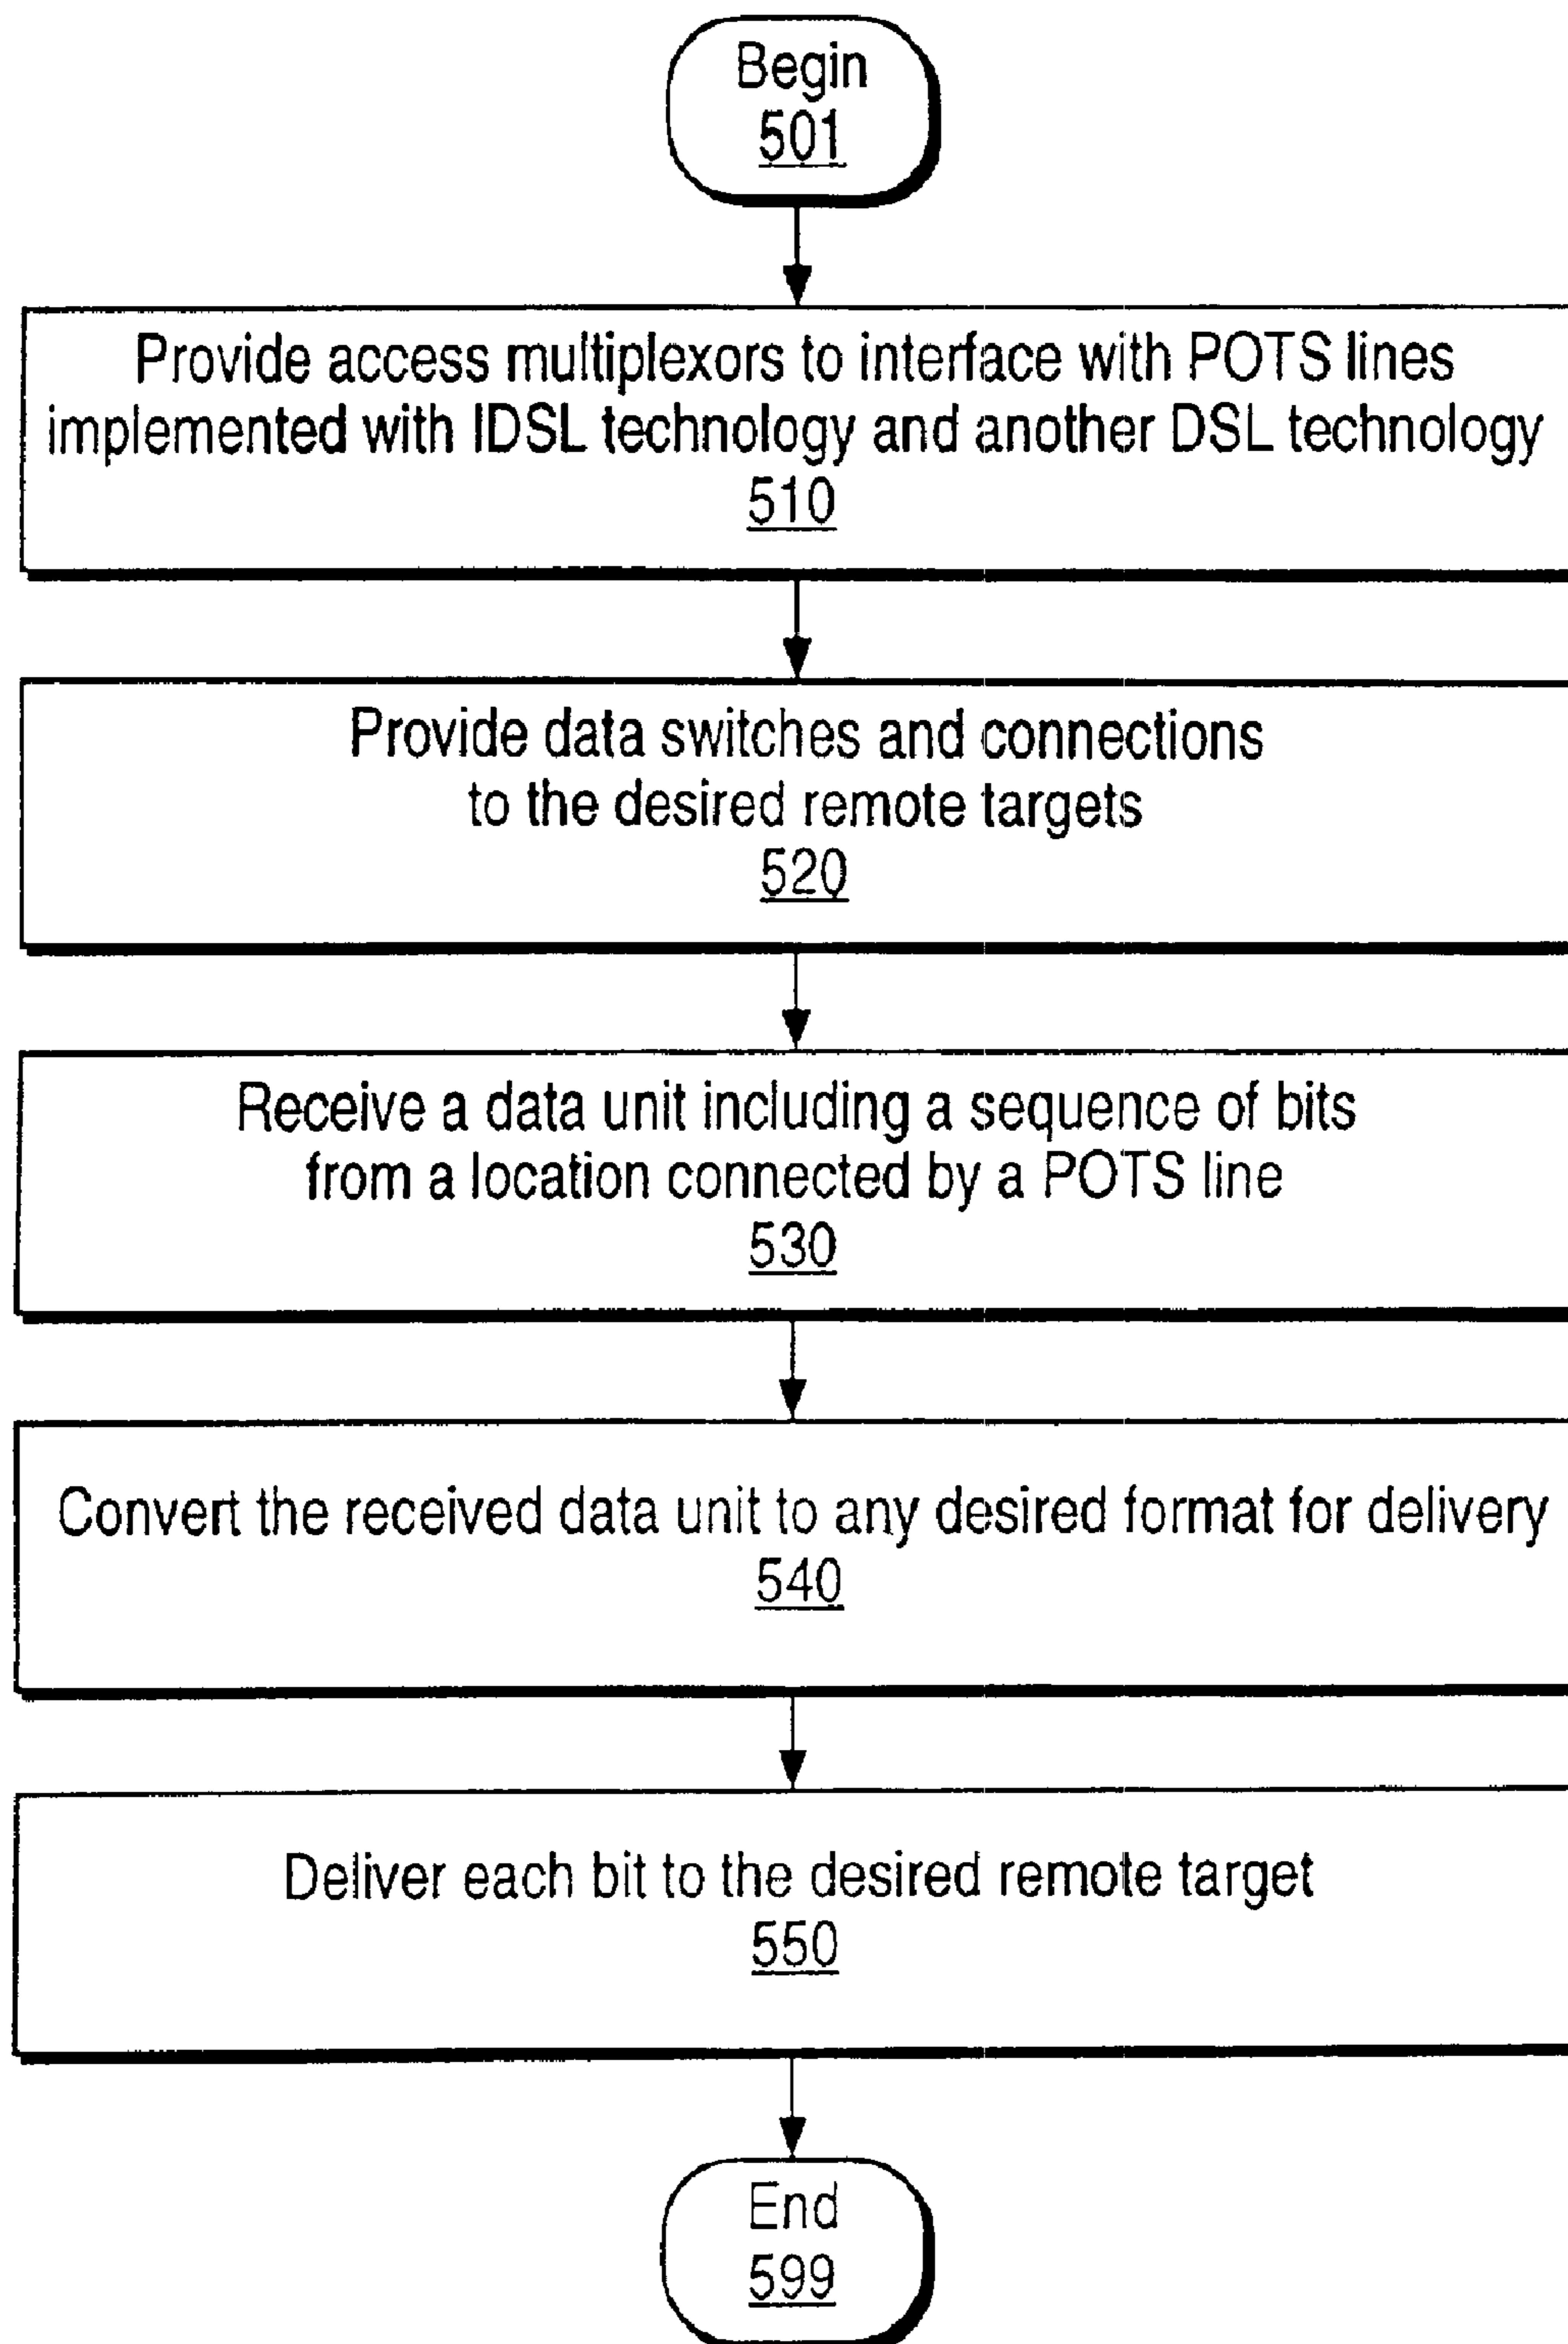 Begin
501
Provide access multiplexors to interface with POTS lines
implemented with IDSL technology and another DSL technology
510
Provide data switches and connections
to the desired remote targets
520
Receive a data unit including a sequence of bits
from a location connected by a POTS line
530
Convert the received data unit to any desired format for delivery
540
Deliver each bit to the desired remote target
550
End
599